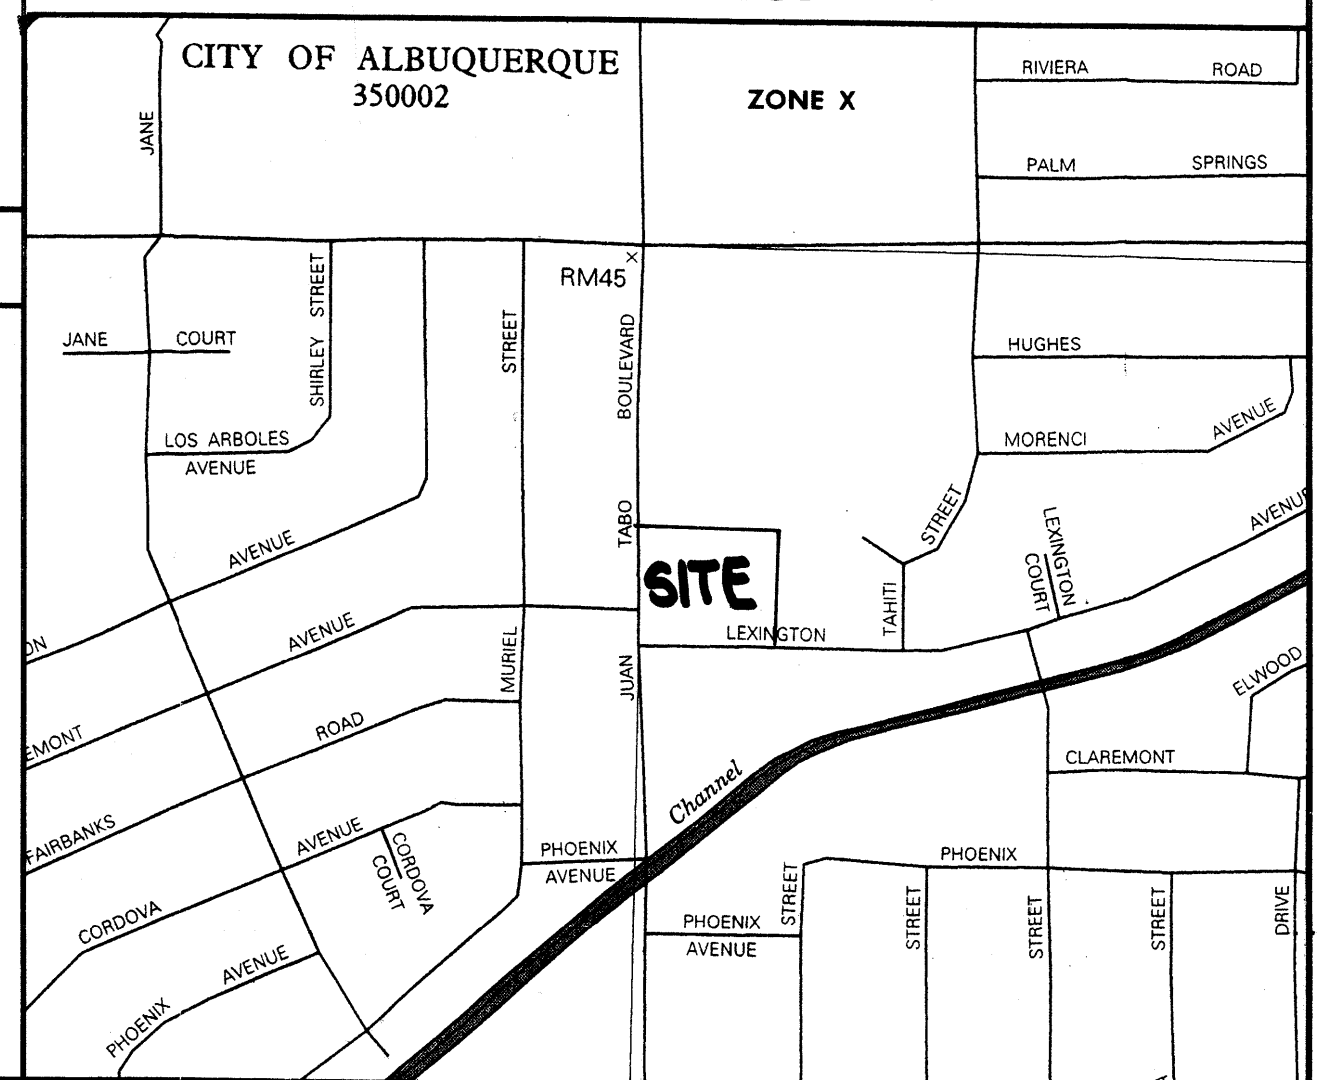 CITY OF ALBUQUERQUE
350002
ZONE X
RIVIERA ROAD
JANE
PALM SPRINGS
RM45
X
SHIRLEY STREET
STREET
BOULEVARD
JANE COURT
HUGHES
LOS ARBOLES
AVENUE
MORENCI AVENUE
TABO
STREET
LEXINGTON
COURT
AVENUE
AVENUE
SITE
TAHITI
LEXINGTON
AVENUE
MURIEL
JUAN
ON
ELWOOD
EMONT
ROAD
CLAREMONT
Channel
FAIRBANKS
AVENUE
CORDOVA
COURT
PHOENIX
AVENUE
PHOENIX
CORDOVA
STREET
PHOENIX
AVENUE
STREET
STREET
STREET
DRIVE
AVENUE
PHOENIX